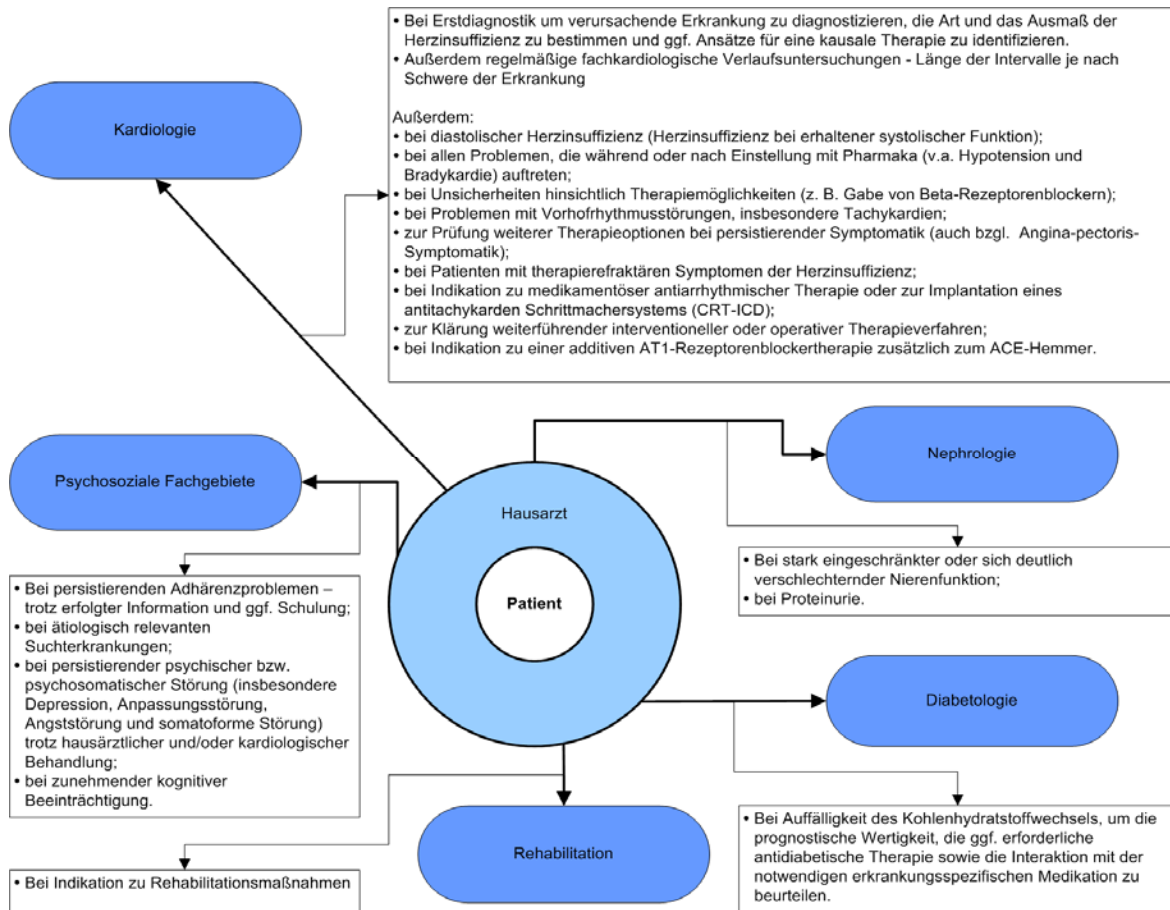 • Bei Erstdiagnostik um verursachende Erkrankung zu diagnostizieren, die Art und das Ausmaß der
Herzinsuffizienz zu bestimmen und ggf. Ansätze für eine kausale Therapie zu identifizieren.
• Außerdem regelmäßige fachkardiologische Verlaufsuntersuchungen - Länge der Intervalle je nach
Schwere der Erkrankung
Außerdem:
• bei diastolischer Herzinsuffizienz (Herzinsuffizienz bei erhaltener systolischer Funktion);
• bei allen Problemen, die während oder nach Einstellung mit Pharmaka (v.a. Hypotension und
Bradykardie) auftreten;
• bei Unsicherheiten hinsichtlich Therapiemöglichkeiten (z. B. Gabe von Beta-Rezeptorenblockern);
• bei Problemen mit Vorhofrhythmusstörungen, insbesondere Tachykardien;
• zur Prüfung weiterer Therapieoptionen bei persistierender Symptomatik (auch bzgl. Angina-pectoris-
Symptomatik);
• bei Patienten mit therapierefraktären Symptomen der Herzinsuffizienz;
• bei Indikation zu medikamentöser antiarrhythmischer Therapie oder zur Implantation eines
antitachykarden Schrittmachersystems (CRT-ICD);
• zur Klärung weiterführender interventioneller oder operativer Therapieverfahren;
• bei Indikation zu einer additiven AT1-Rezeptorenblockertherapie zusätzlich zum ACE-Hemmer.
Kardiologie
Psychosoziale Fachgebiete
Nephrologie
Hausarzt
Patient
• Bei stark eingeschränkter oder sich deutlich
verschlechternder Nierenfunktion;
• bei Proteinurie.
• Bei persistierenden Adhärenzproblemen –
trotz erfolgter Information und ggf. Schulung;
• bei ätiologisch relevanten
Suchterkrankungen;
• bei persistierender psychischer bzw.
psychosomatischer Störung (insbesondere
Depression, Anpassungsstörung,
Angststörung und somatoforme Störung)
trotz hausärztlicher und/oder kardiologischer
Behandlung;
• bei zunehmender kognitiver
Beeinträchtigung.
Diabetologie
Rehabilitation
• Bei Auffälligkeit des Kohlenhydratstoffwechsels, um die
prognostische Wertigkeit, die ggf. erforderliche
antidiabetische Therapie sowie die Interaktion mit der
notwendigen erkrankungsspezifischen Medikation zu
beurteilen.
• Bei Indikation zu Rehabilitationsmaßnahmen